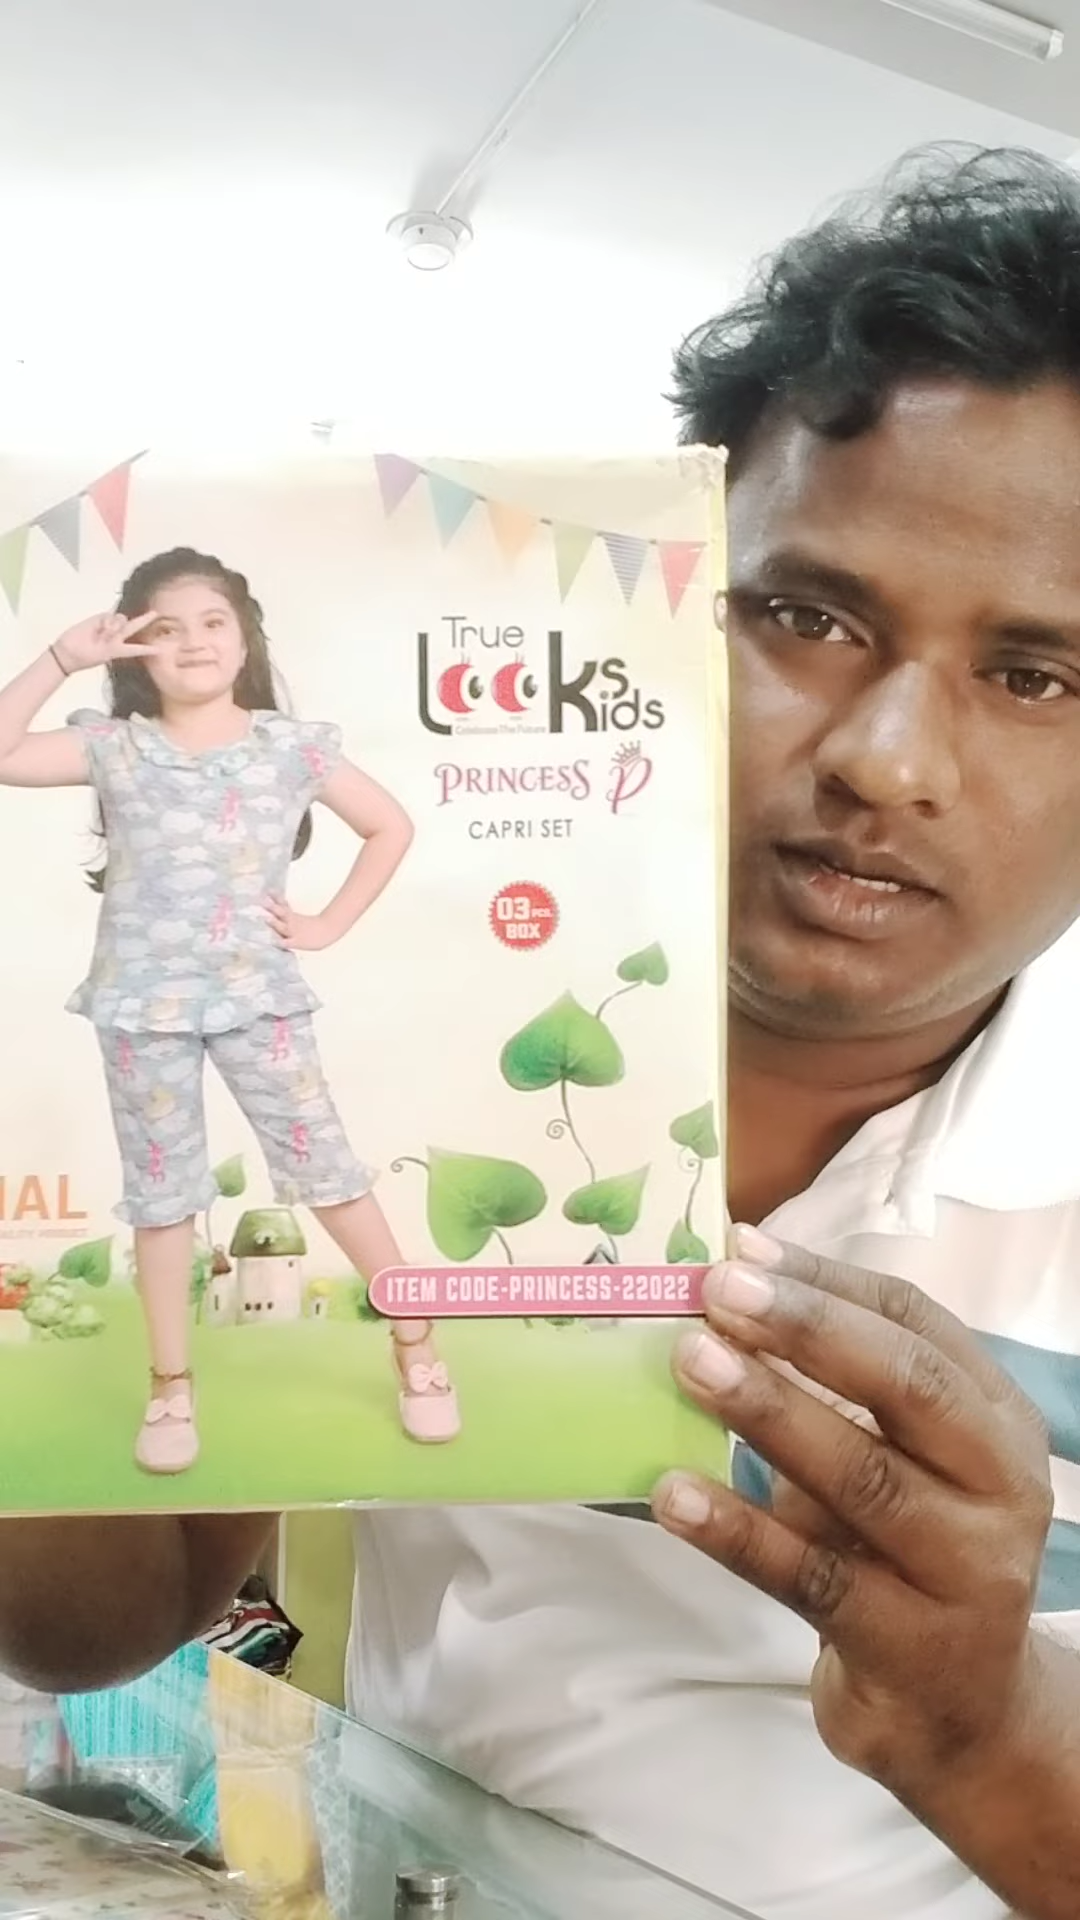 True
Looks
Kids
Celebrate The Future
PRINCESS P
CAPRI SET
03 PCS.
BOX
NAL
ITEM CODE-PRINCESS-22022